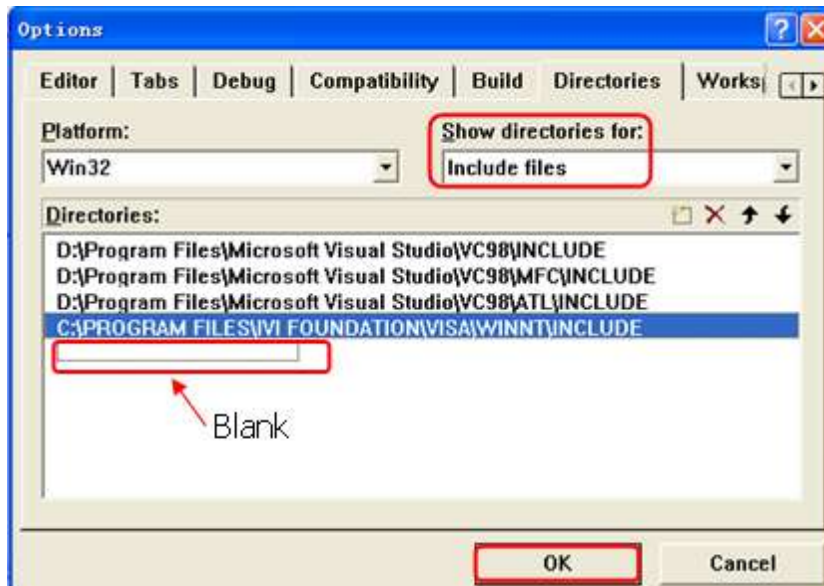 Options
Editor Tabs Debug Compatibility Build Directories Works
Platform: Show directories for:
Win32 Include files
Directories:
D:\Program Files\Microsoft Visual Studio\VC98\INCLUDE
D:\Program Files\Microsoft Visual Studio\VC98\MFC\INCLUDE
D:\Program Files\Microsoft Visual Studio\VC98\ATL\INCLUDE
C:\PROGRAM FILES\IVI FOUNDATION\VISA\WINNT\INCLUDE
Blank
OK Cancel